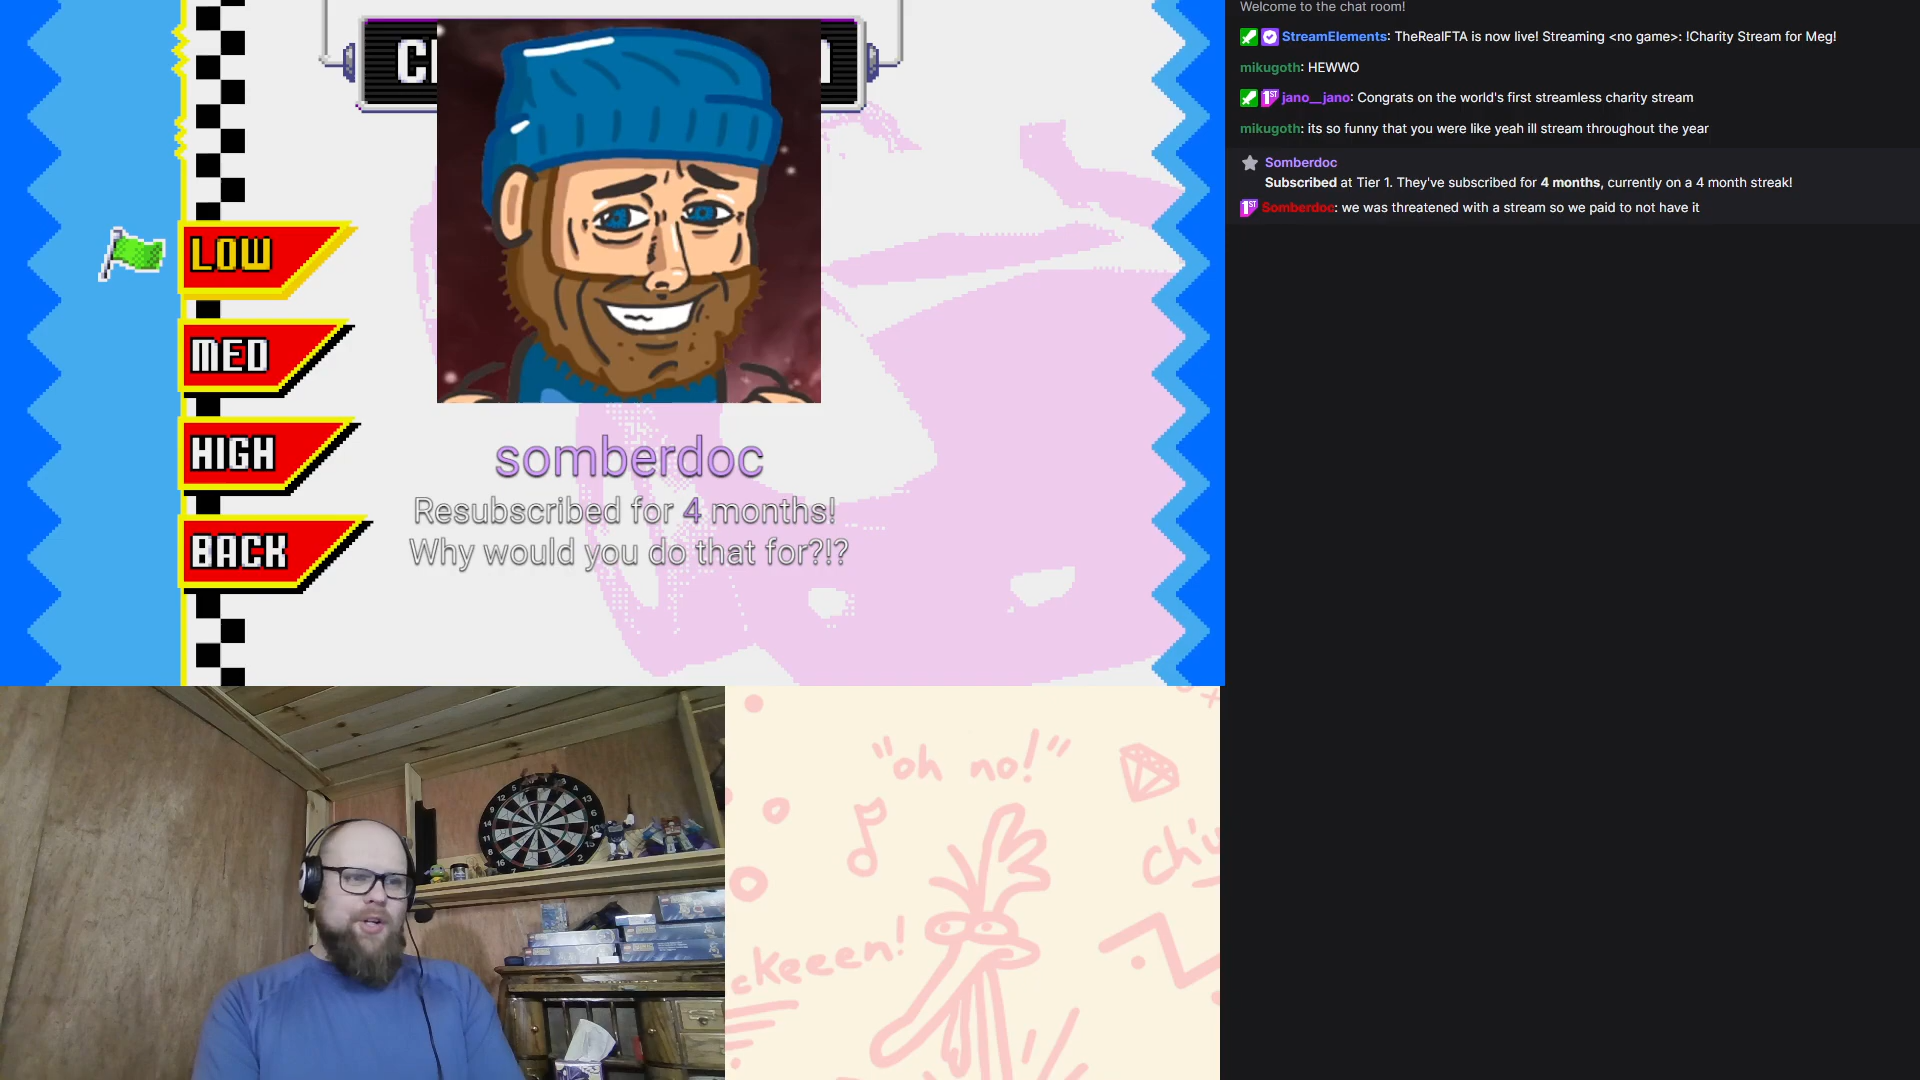 LOW
MED
HIGH
BACK
somberdoc
Resubscribed for 4 months!
Why would you do that for?!?
Welcome to the chat room!
StreamElements: TheRealFTA is now live! Streaming <no game>: !Charity Stream for Meg!
mikugoth: HEWWO
1ST jano__jano: Congrats on the world's first streamless charity stream
mikugoth: its so funny that you were like yeah ill stream throughout the year
Somberdoc
Subscribed at Tier 1. They've subscribed for 4 months, currently on a 4 month streak!
1ST Somberdoc: we was threatened with a stream so we paid to not have it
"oh no!"
ch'u
ckeeen!